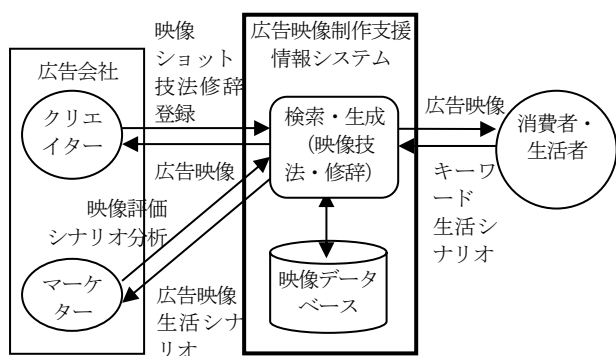 映像
ショット
技法修辞
登録
広告映像制作支援
情報システム
広告会社
クリエ
イター
検索・生成
(映像技
法・修辞)
広告映像
消費者・
生活者
広告映像
キーワ
ード
生活シ
ナリオ
映像評価
シナリオ分析
マーケ
ター
広告映像
生活シナ
リオ
映像データ
ベース